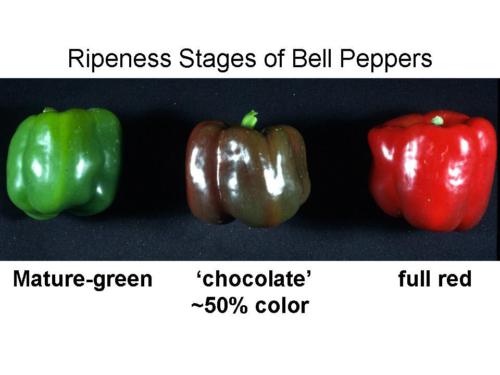 Ripeness Stages of Bell Peppers
Mature-green
‘chocolate’
~50% color
full red